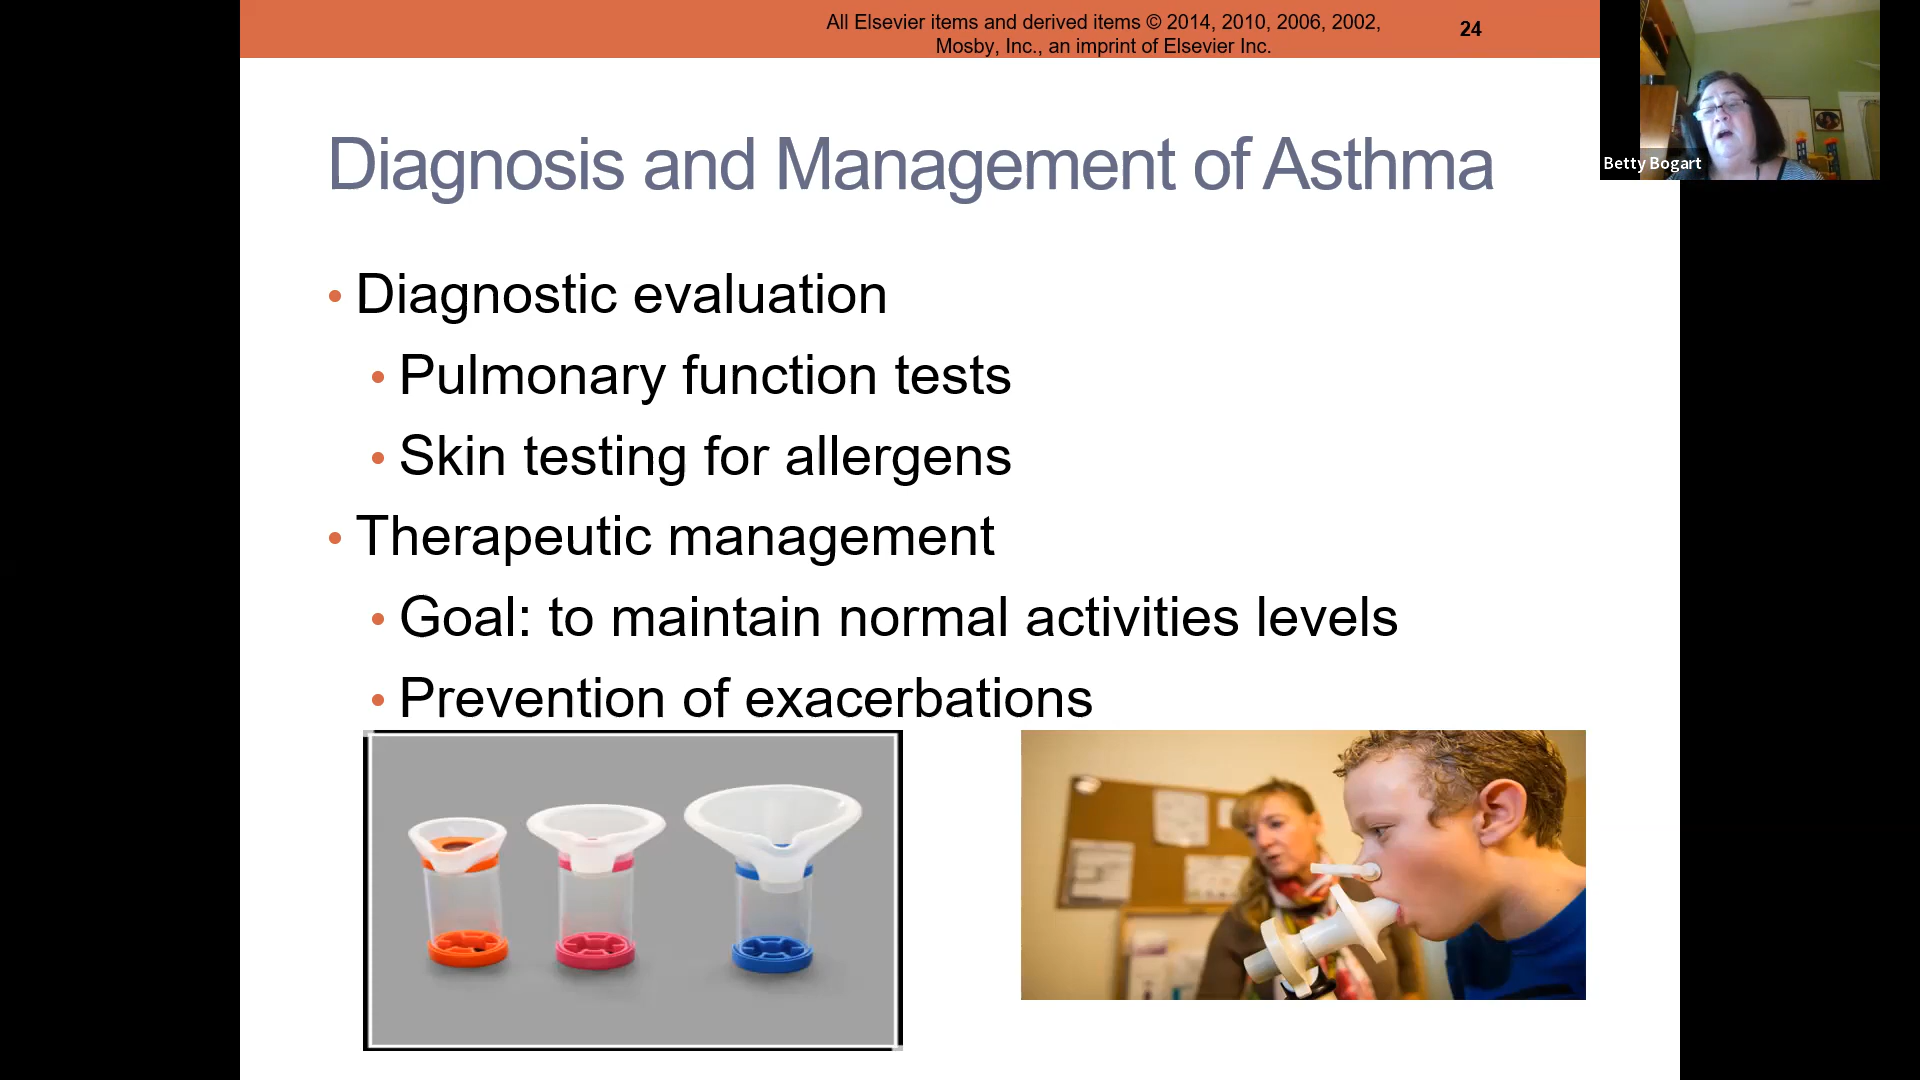 All Elsevier items and derived items © 2014, 2010, 2006, 2002,
Mosby, Inc., an imprint of Elsevier Inc.
24
Betty Bogart
Diagnosis and Management of Asthma
• Diagnostic evaluation
• Pulmonary function tests
• Skin testing for allergens
• Therapeutic management
• Goal: to maintain normal activities levels
• Prevention of exacerbations